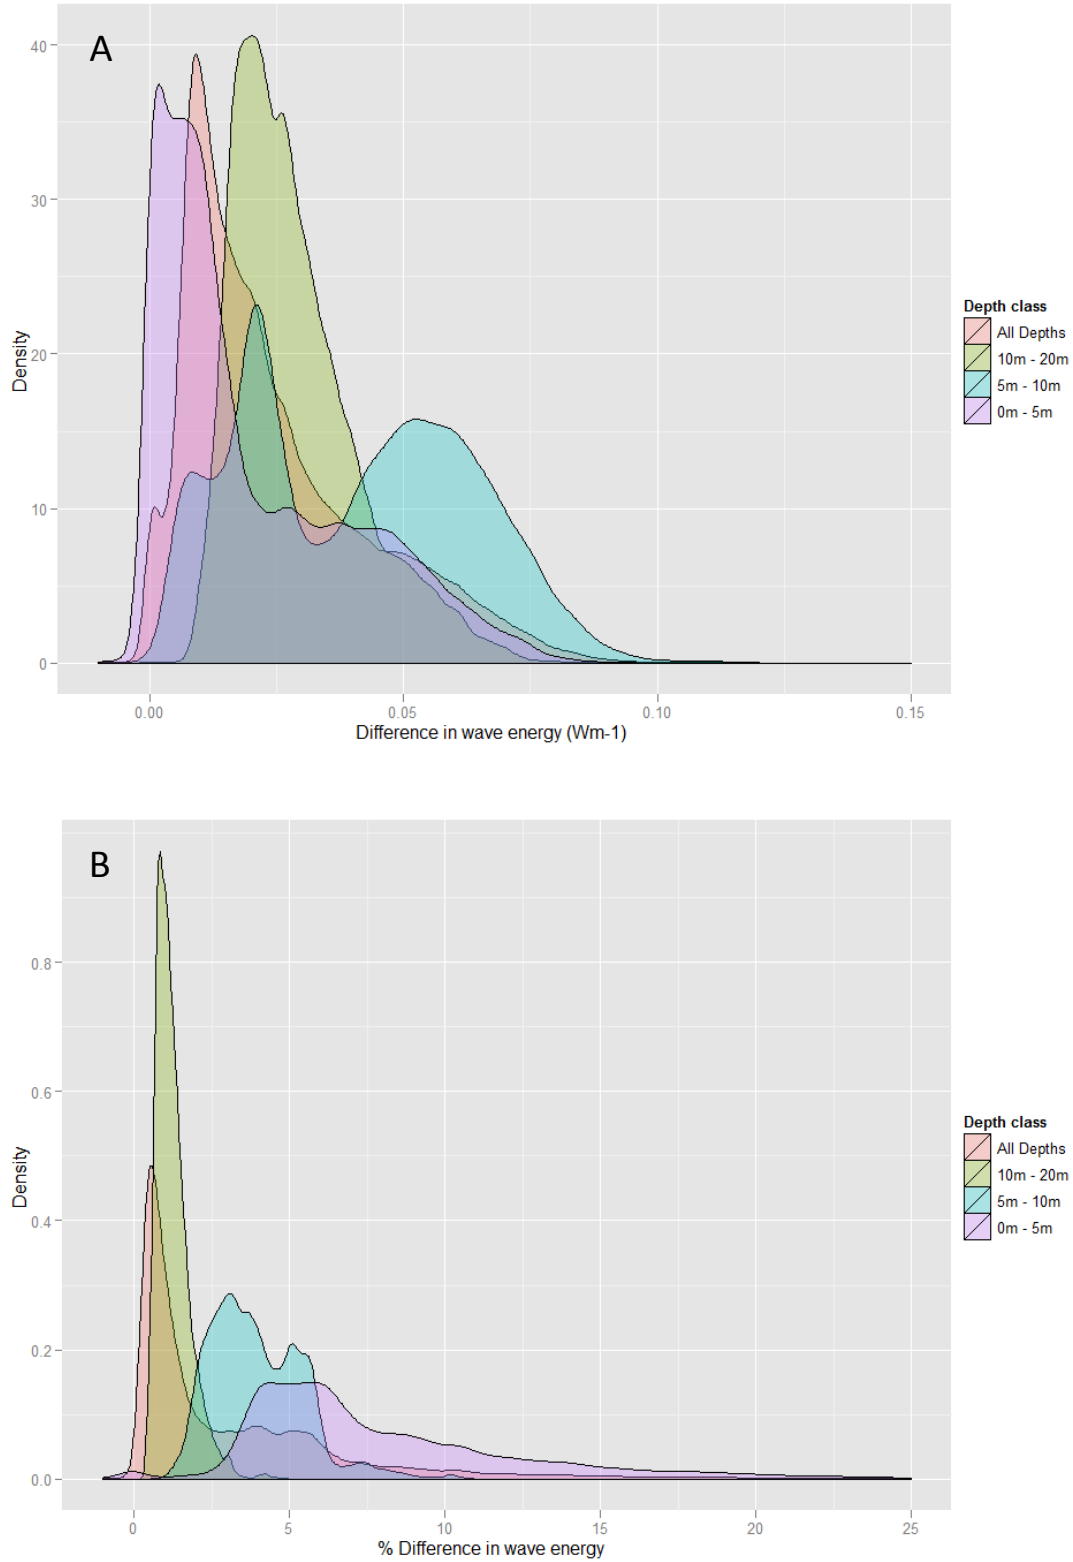 A
40
30
20
10
0
Density
0.00 0.05 0.10 0.15
Difference in wave energy (Wm-1)
Depth class
All Depths
10m - 20m
5m - 10m
0m - 5m
B
0.8
0.6
0.4
0.2
0.0
Density
0 5 10 15 20 25
% Difference in wave energy
Depth class
All Depths
10m - 20m
5m - 10m
0m - 5m